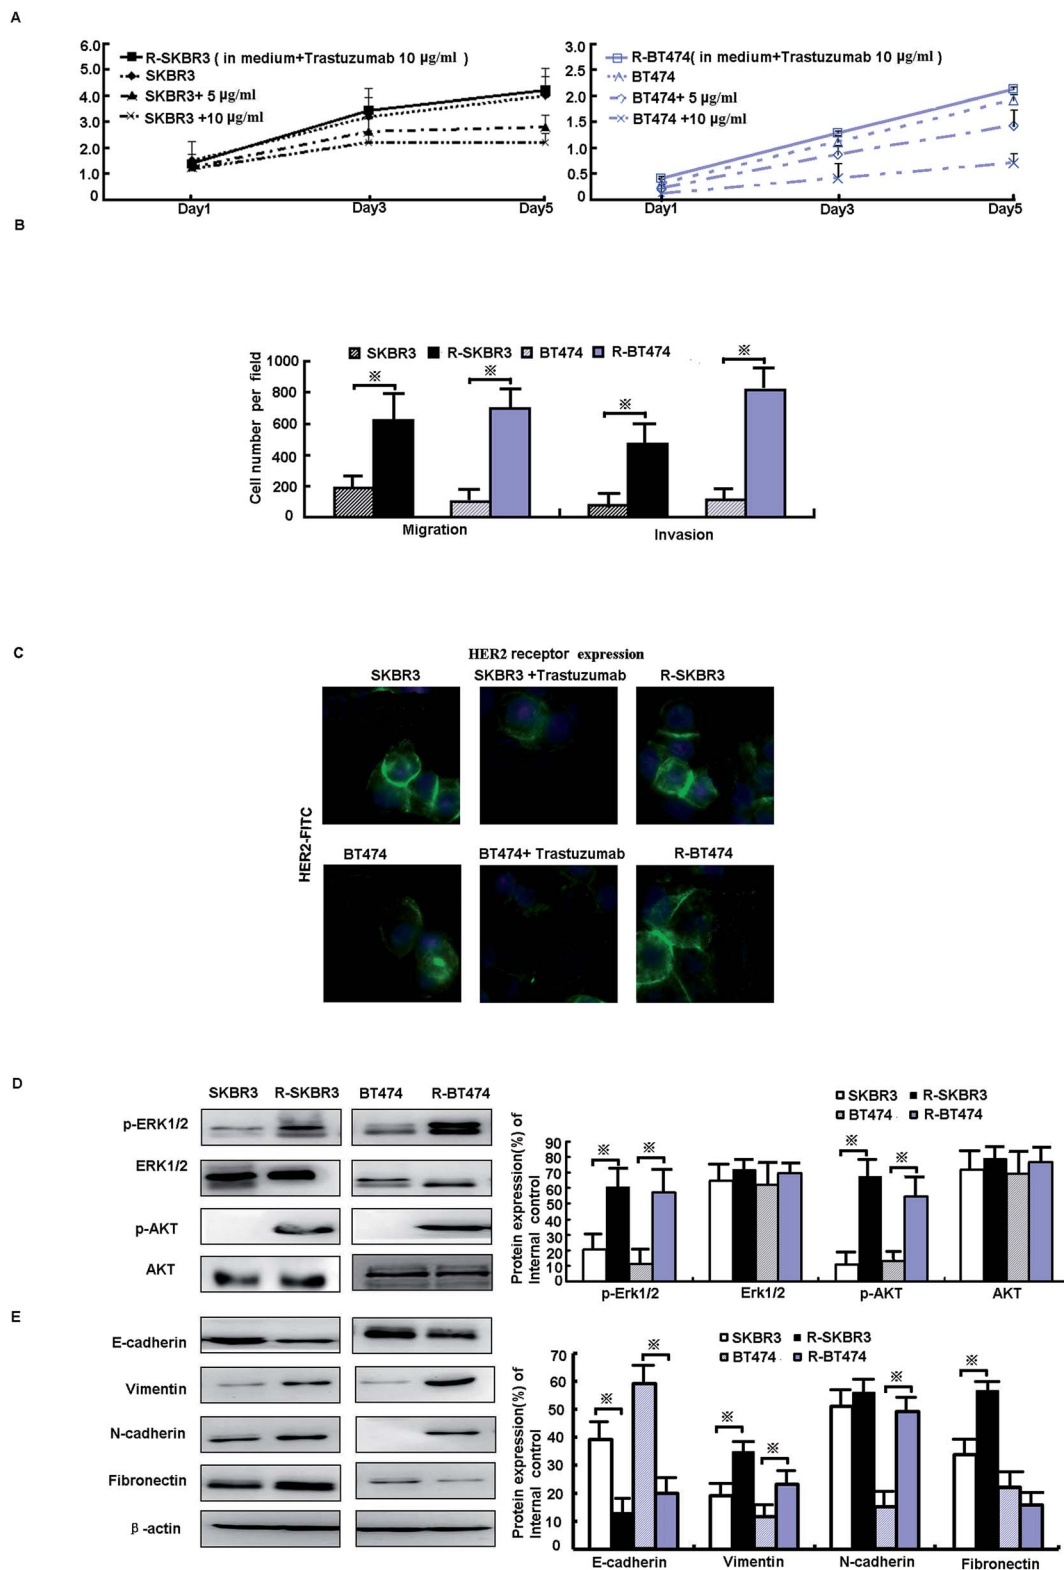 A
6.0
5.0
4.0
3.0
2.0
1.0
0
R-SKBR3 ( in medium+Trastuzumab 10 μg/ml )
SKBR3
SKBR3+ 5 μg/ml
SKBR3 +10 μg/ml
Day1
Day3
Day5
3.0
2.5
2.0
1.5
1.0
0.5
0
R-BT474( in medium+Trastuzumab 10 μg/ml )
BT474
BT474+ 5 μg/ml
BT474 +10 μg/ml
Day1
Day3
Day5
B
SKBR3 R-SKBR3 BT474 R-BT474
Cell number per field
1000
800
600
400
200
0
※
※
※
※
Migration
Invasion
C
HER2 receptor expression
SKBR3
SKBR3 +Trastuzumab
R-SKBR3
HER2-FITC
BT474
BT474+ Trastuzumab
R-BT474
D
SKBR3 R-SKBR3 BT474 R-BT474
p-ERK1/2
ERK1/2
p-AKT
AKT
SKBR3 R-SKBR3
BT474 R-BT474
Protein expression(%) of
Internal control
90
80
70
60
50
40
30
20
10
0
※
※
※
※
p-Erk1/2
Erk1/2
p-AKT
AKT
E
E-cadherin
Vimentin
N-cadherin
Fibronectin
β-actin
SKBR3 R-SKBR3
BT474 R-BT474
Protein expression(%) of
Internal control
70
60
50
40
30
20
10
0
※
※
※
※
※
※
E-cadherin
Vimentin
N-cadherin
Fibronectin